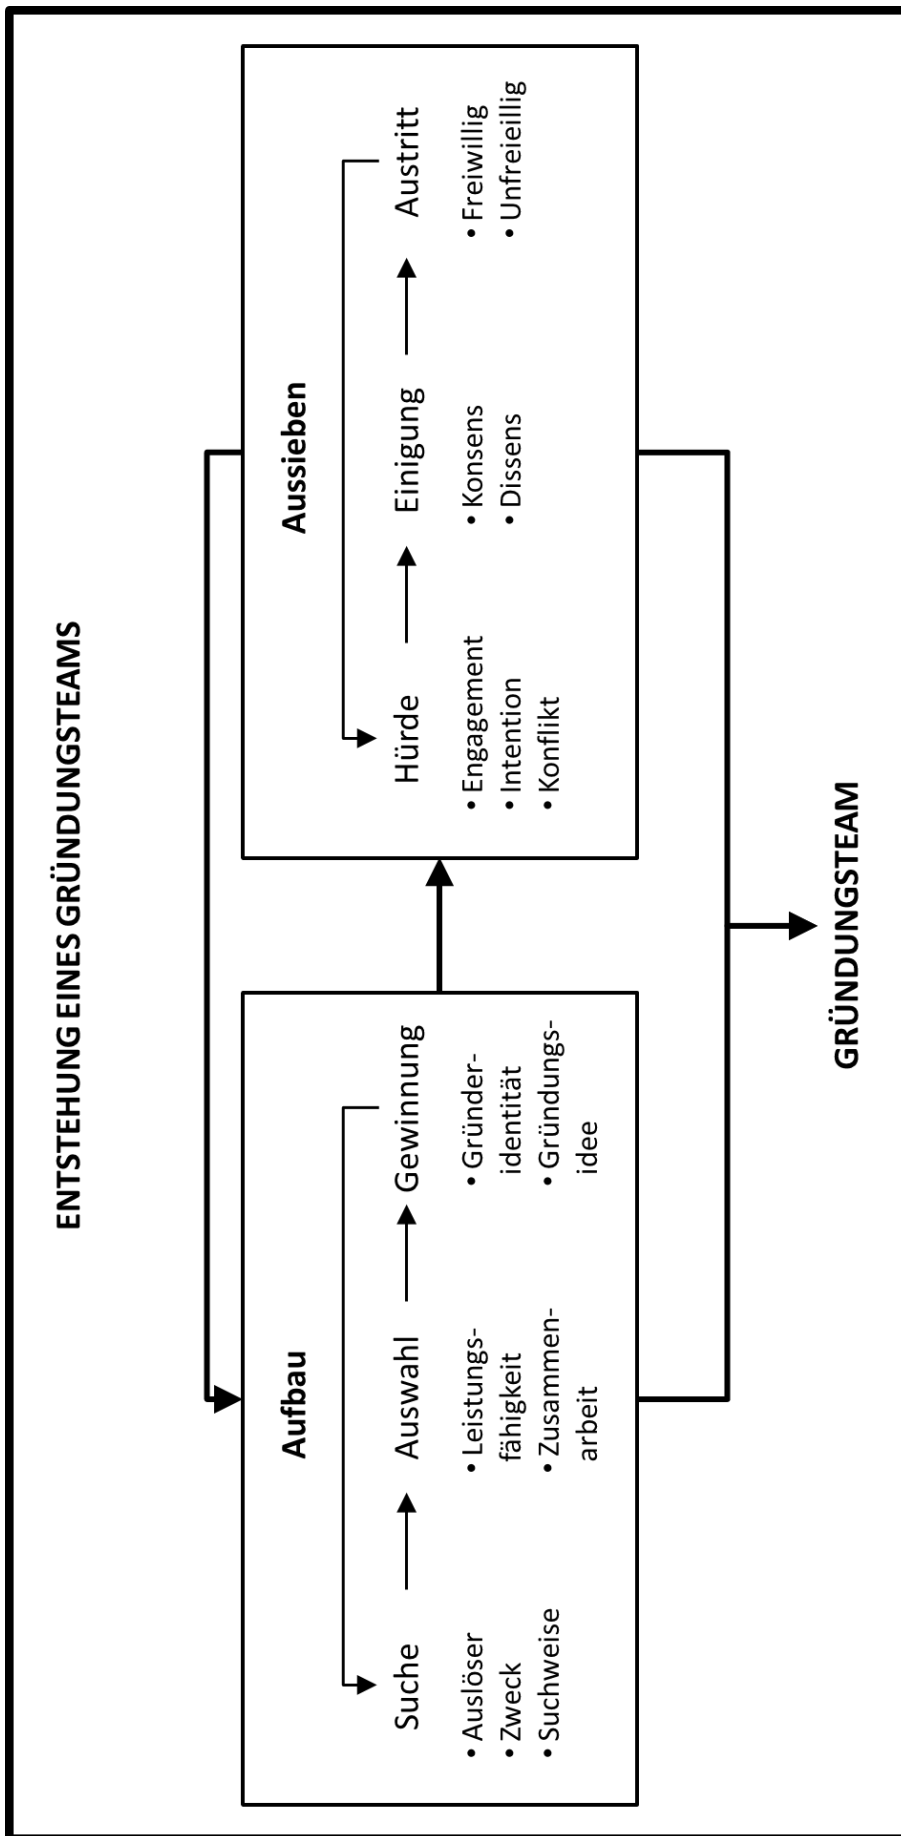 ENTSTEHUNG EINES GRÜNDUNGSTEAMS
Aufbau
Suche
Auswahl
Gewinnung
• Auslöser
• Zweck
• Suchweise
• Leistungs-
fähigkeit
• Zusammen-
arbeit
• Gründer-
identität
• Gründungs-
idee
Aussieben
Hürde
Einigung
Austritt
• Engagement
• Intention
• Konflikt
• Konsens
• Dissens
• Freiwillig
• Unfreieillig
GRÜNDUNGSTEAM